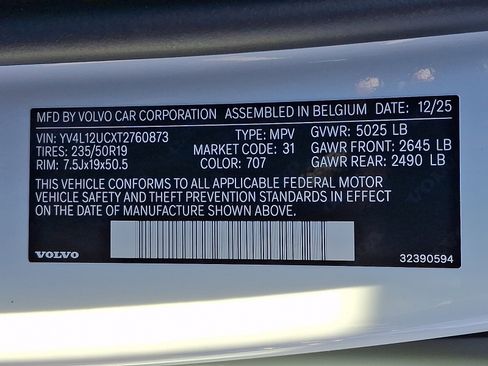 MFD BY VOLVO CAR CORPORATION ASSEMBLED IN BELGIUM DATE: 12/25
VIN: YV4L12UCXT2760873 TYPE: MPV GVWR: 5025 LB
TIRES: 235/50R19 MARKET CODE: 31 GAWR FRONT: 2645 LB
RIM: 7.5Jx19x50.5 COLOR: 707 GAWR REAR: 2490 LB
THIS VEHICLE CONFORMS TO ALL APPLICABLE FEDERAL MOTOR
VEHICLE SAFETY AND THEFT PREVENTION STANDARDS IN EFFECT
ON THE DATE OF MANUFACTURE SHOWN ABOVE.
VOLVO 32390594